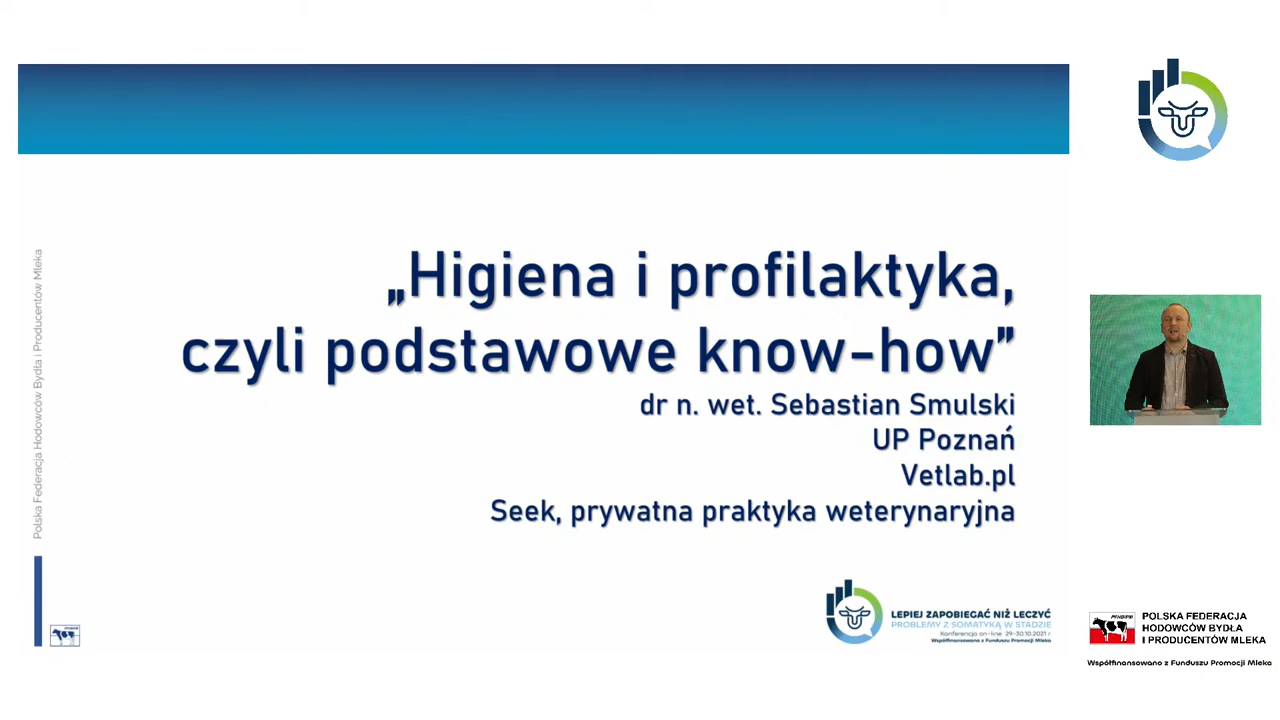 „Higiena i profilaktyka,
czyli podstawowe know-how”
dr n. wet. Sebastian Smulski
UP Poznań
Vetlab.pl
Seek, prywatna praktyka weterynaryjna
Polska Federacja Hodowców Bydła i Producentów Mleka
LEPIEJ ZAPOBIEGAĆ NIŻ LECZYĆ
PROBLEMY Z SOMATYKĄ W STADZIE
Konferencja on-line 29-30.10.2021 r
Współfinansowano z Funduszu Promocji Mleka
POLSKA FEDERACJA
HODOWCÓW BYDŁA
I PRODUCENTÓW MLEKA
Współfinansowano z Funduszu Promocji Mleka